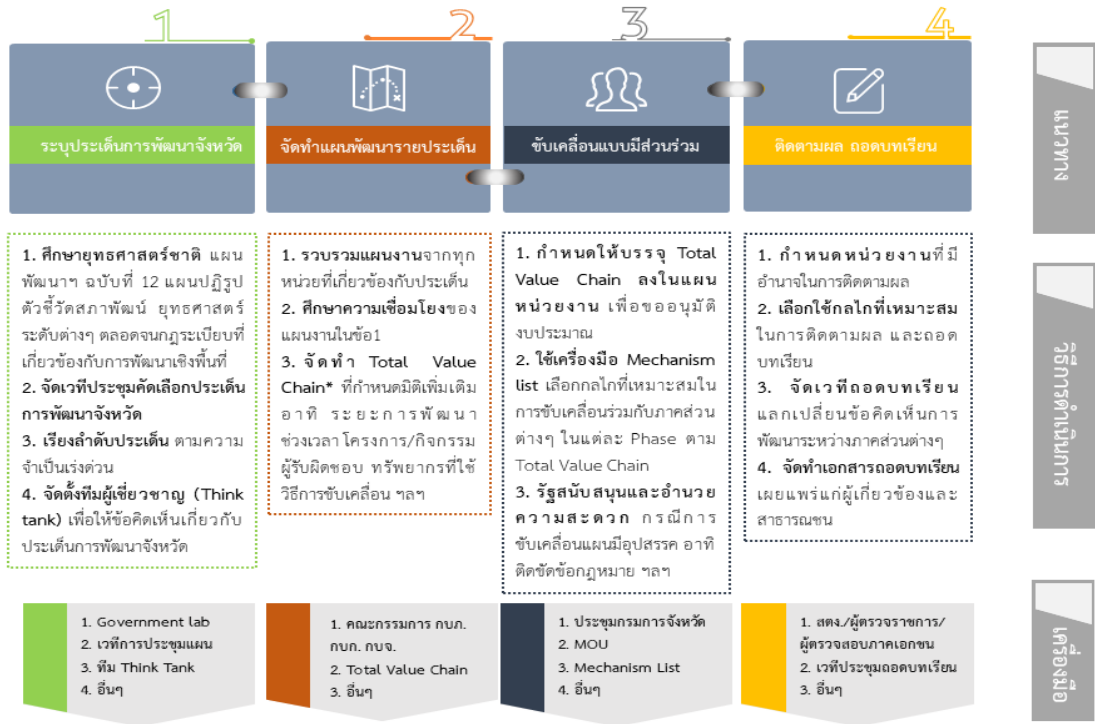 1
ระบุประเด็นการพัฒนาจังหวัด
1. ศึกษายุทธศาสตร์ชาติ แผน
พัฒนาฯ ฉบับที่ 12 แผนปฏิรูป
ตัวชี้วัดสภาพัฒน์ ยุทธศาสตร์
ระดับต่างๆ ตลอดจนกฎระเบียบที่
เกี่ยวข้องกับการพัฒนาเชิงพื้นที่
2. จัดเวทีประชุมคัดเลือกประเด็น
การพัฒนาจังหวัด
3. เรียงลำดับประเด็น ตามความ
จำเป็นเร่งด่วน
4. จัดตั้งทีมผู้เชี่ยวชาญ (Think
tank) เพื่อให้ข้อคิดเห็นเกี่ยวกับ
ประเด็นการพัฒนาจังหวัด
1. Government lab
2. เวทีการประชุมแผน
3. ทีม Think Tank
4. อื่นๆ
2
จัดทำแผนพัฒนารายประเด็น
1. รวบรวมแผนงานจากทุก
หน่วยที่เกี่ยวข้องกับประเด็น
2. ศึกษาความเชื่อมโยงของ
แผนงานในข้อ1
3. จัดทำ Total Value
Chain* ที่กำหนดมิติเพิ่มเติม
อาทิ ระยะการพัฒนา
ช่วงเวลา โครงการ/กิจกรรม
ผู้รับผิดชอบ ทรัพยากรที่ใช้
วิธีการขับเคลื่อน ฯลฯ
1. คณะกรรมการ กบภ.
กบก. กบจ.
2. Total Value Chain
3. อื่นๆ
3
ขับเคลื่อนแบบมีส่วนร่วม
1. กำหนดให้บรรจุ Total
Value Chain ลงในแผน
หน่วยงาน เพื่อขออนุมัติ
งบประมาณ
2. ใช้เครื่องมือ Mechanism
list เลือกกลไกที่เหมาะสมใน
การขับเคลื่อนร่วมกับภาคส่วน
ต่างๆ ในแต่ละ Phase ตาม
Total Value Chain
3. รัฐสนับสนุนและอำนวย
ความสะดวก กรณีการ
ขับเคลื่อนแผนมีอุปสรรค อาทิ
ติดขัดข้อกฎหมาย ฯลฯ
1. ประชุมกรมการจังหวัด
2. MOU
3. Mechanism List
4. อื่นๆ
4
ติดตามผล ถอดบทเรียน
1. กำหนดหน่วยงานที่มี
อำนาจในการติดตามผล
2. เลือกใช้กลไกที่เหมาะสม
ในการติดตามผล และถอด
บทเรียน
3. จัดเวทีถอดบทเรียน
แลกเปลี่ยนข้อคิดเห็นการ
พัฒนาระหว่างภาคส่วนต่างๆ
4. จัดทำเอกสารถอดบทเรียน
เผยแพร่แก่ผู้เกี่ยวข้องและ
สาธารณชน
1. สตง./ผู้ตรวจราชการ/
ผู้ตรวจสอบภาคเอกชน
2. เวทีประชุมถอดบทเรียน
3. อื่นๆ
แนวทาง
วิธีการดำเนินการ
เครื่องมือ